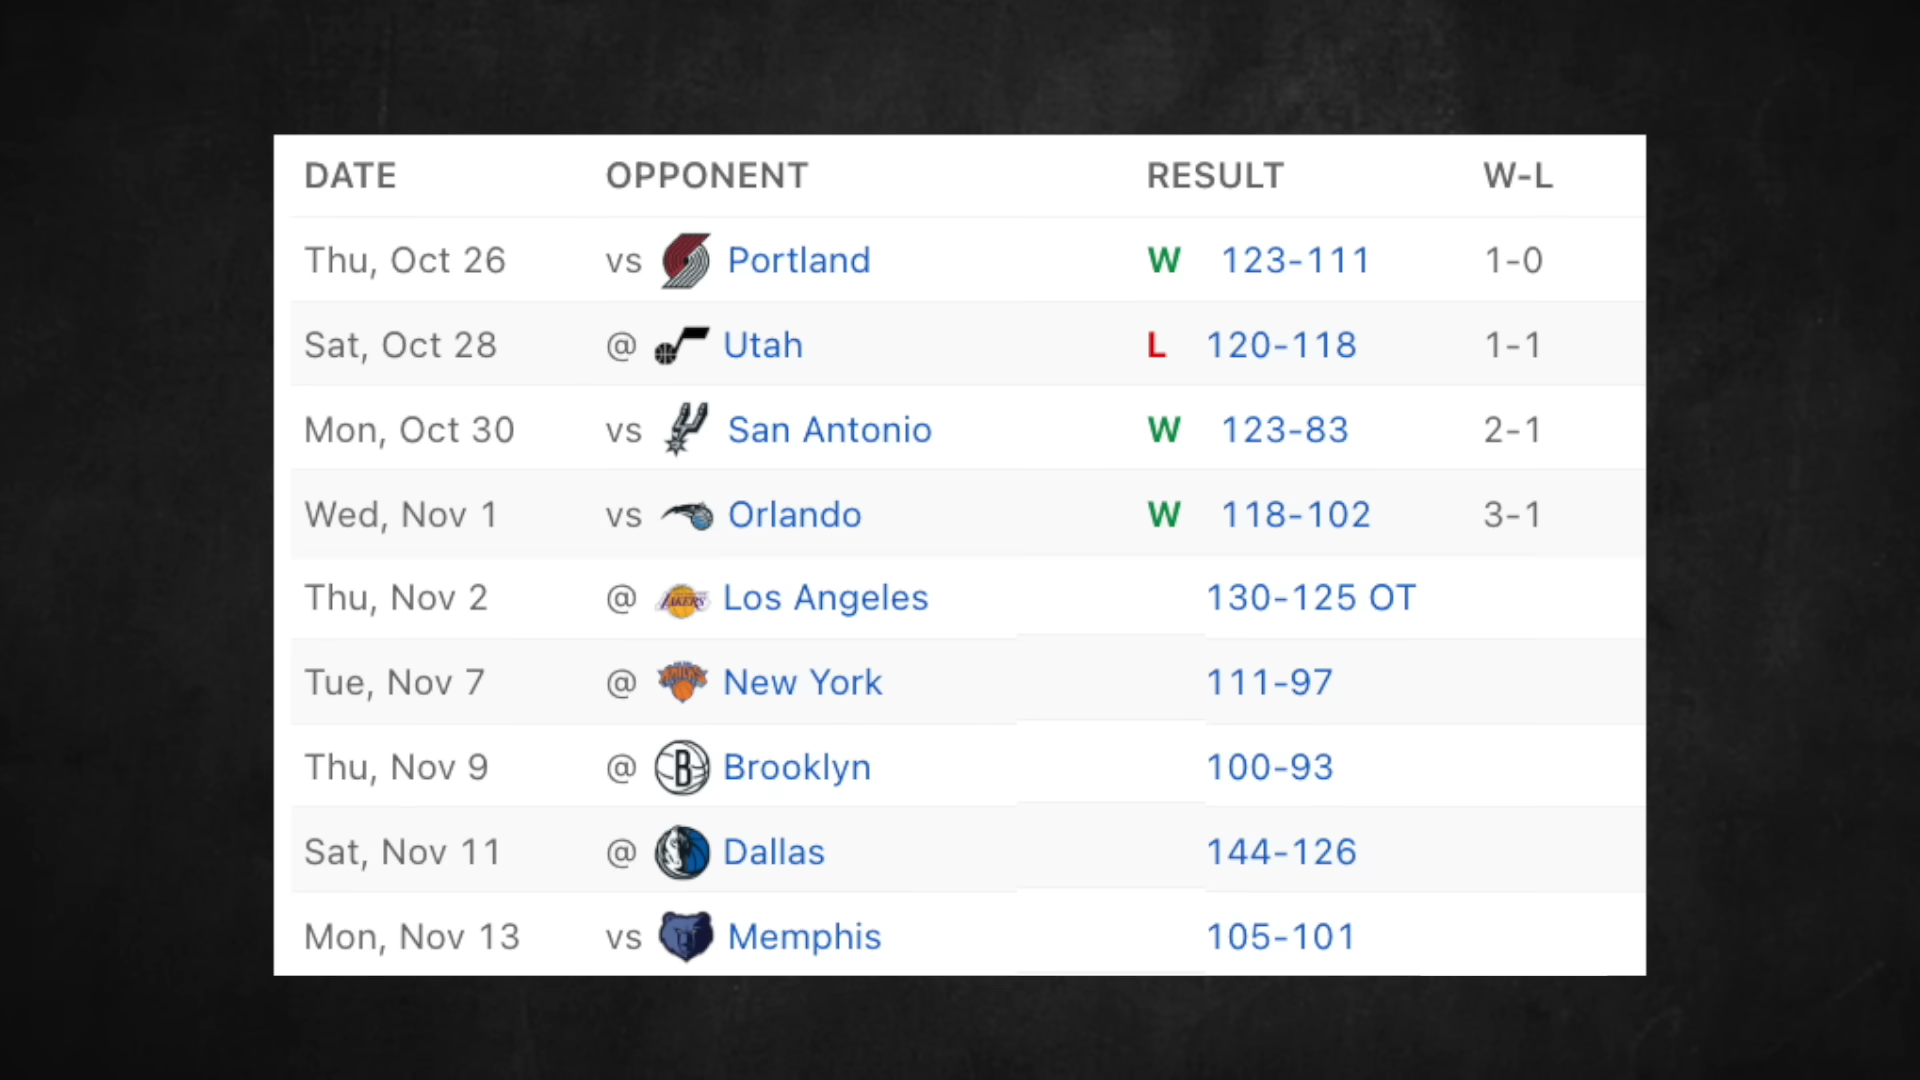 DATE OPPONENT RESULT W-L
Thu, Oct 26 vs Portland W 123-111 1-0
Sat, Oct 28 @ Utah L 120-118 1-1
Mon, Oct 30 vs San Antonio W 123-83 2-1
Wed, Nov 1 vs Orlando W 118-102 3-1
Thu, Nov 2 @ LAKERS Los Angeles 130-125 OT
Tue, Nov 7 @ New York 111-97
Thu, Nov 9 @ B Brooklyn 100-93
Sat, Nov 11 @ Dallas 144-126
Mon, Nov 13 vs Memphis 105-101